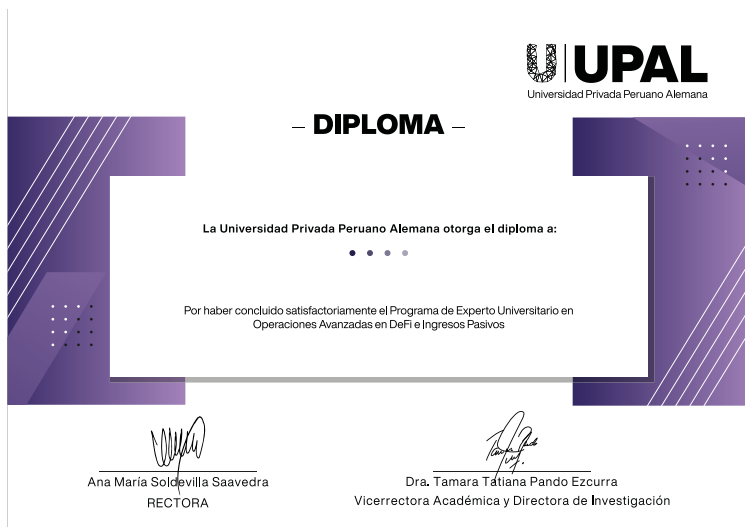 UPAL
Universidad Privada Peruano Alemana
– DIPLOMA –
La Universidad Privada Peruano Alemana otorga el diploma a:
Por haber concluido satisfactoriamente el Programa de Experto Universitario en
Operaciones Avanzadas en DeFi e Ingresos Pasivos
Ana María Soldevilla Saavedra
RECTORA
Dra. Tamara Tatiana Pando Ezcurra
Vicerrectora Académica y Directora de Investigación